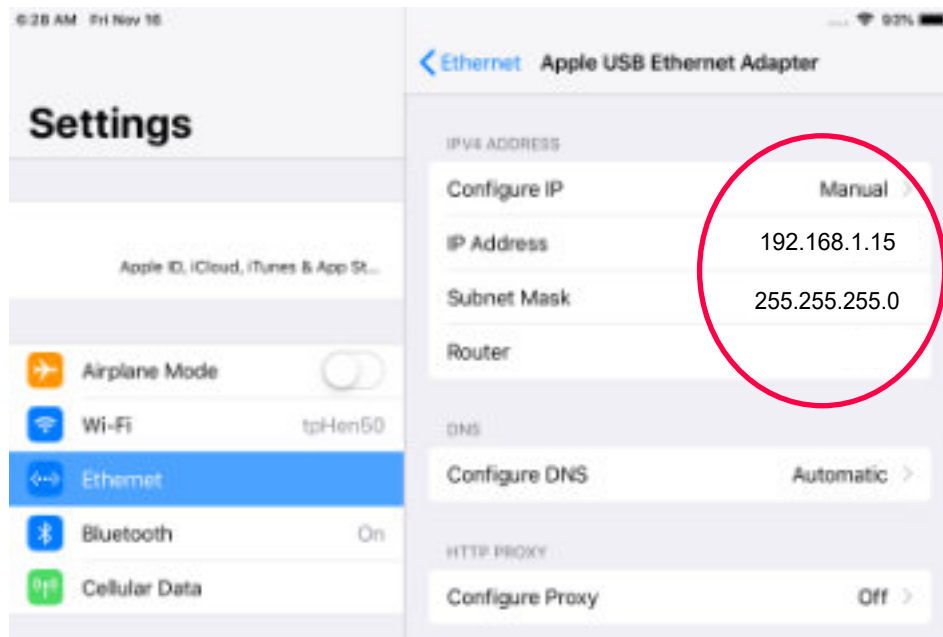 6:28 AM Fri Nov 16
93%
Settings
Apple ID, iCloud, iTunes & App St...
Airplane Mode
Wi-Fi tpHen50
Ethernet
Bluetooth On
Cellular Data
Ethernet Apple USB Ethernet Adapter
IPV4 ADDRESS
Configure IP Manual
IP Address 192.168.1.15
Subnet Mask 255.255.255.0
Router
DNS
Configure DNS Automatic
HTTP PROXY
Configure Proxy Off